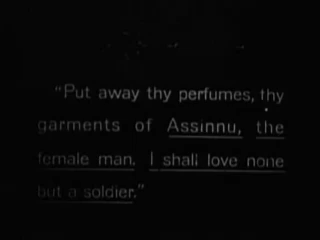 "Put away thy perfumes, thy
garments of Assinnu, the
female man. I shall love none
but a soldier."